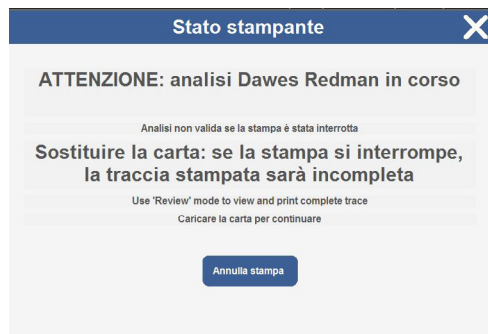 Stato stampante
ATTENZIONE: analisi Dawes Redman in corso
Analisi non valida se la stampa è stata interrotta
Sostituire la carta: se la stampa si interrompe,
la traccia stampata sarà incompleta
Use 'Review' mode to view and print complete trace
Caricare la carta per continuare
Annulla stampa